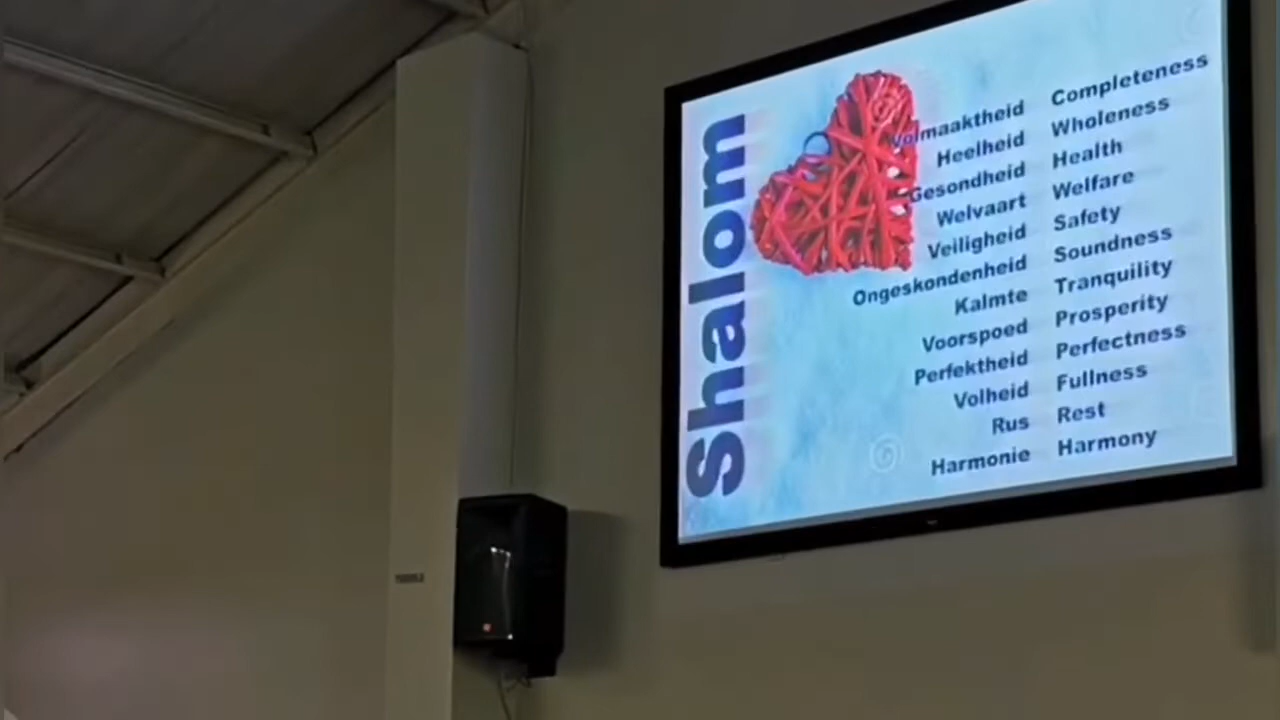 Shalom
Volmaaktheid Completeness
Heelheid Wholeness
Gesondheid Health
Welvaart Welfare
Veiligheid Safety
Ongeskondenheid Soundness
Kalmte Tranquility
Voorspoed Prosperity
Perfektheid Perfectness
Volheid Fullness
Rus Rest
Harmonie Harmony